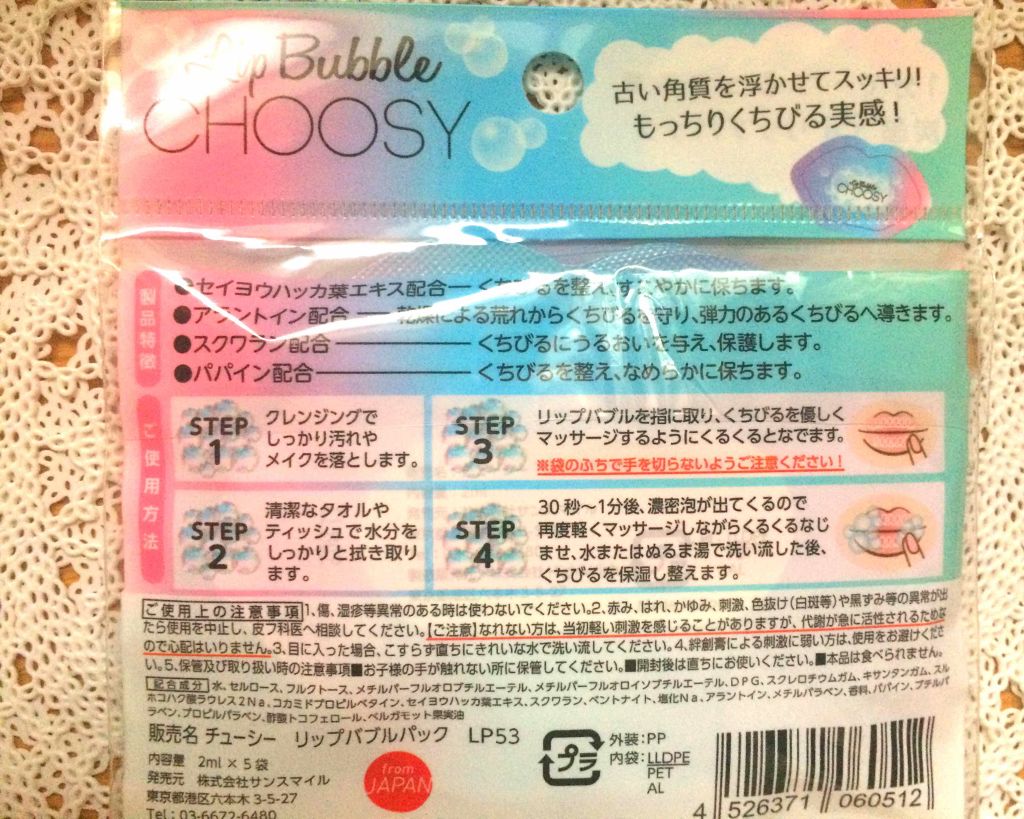 Lip Bubble
CHOOSY
古い角質を浮かせてスッキリ!
もっちりくちびる実感!
Lip Bubble
CHOOSY
製品特徴
●セイヨウハッカ葉エキス配合 ― くちびるを整え、すこやかに保ちます。
●アラントイン配合 ― 乾燥による荒れからくちびるを守り、弾力のあるくちびるへ導きます。
●スクワラン配合 ― くちびるにうるおいを与え、保護します。
●パパイン配合 ― くちびるを整え、なめらかに保ちます。
ご使用方法
STEP
1
クレンジングで
しっかり汚れや
メイクを落とします。
STEP
2
清潔なタオルや
ティッシュで水分を
しっかりと拭き取り
ます。
STEP
3
リップバブルを指に取り、くちびるを優しく
マッサージするようにくるくるとなでます。
※袋のふちで手を切らないようご注意ください!
STEP
4
30秒〜1分後、濃密泡が出てくるので
再度軽くマッサージしながらくるくるなじ
ませ、水またはぬるま湯で洗い流した後、
くちびるを保湿し整えます。
ご使用上の注意事項 1、傷、湿疹等異常のある時は使わないでください。2、赤み、はれ、かゆみ、刺激、色抜け(白斑等)や黒ずみ等の異常が出
たら使用を中止し、皮フ科医へ相談してください。【ご注意】なれない方は、当初軽い刺激を感じることがありますが、代謝が急に活性されるためな
ので心配はいりません。3、目に入った場合、こすらず直ちにきれいな水で洗い流してください。4、絆創膏による刺激に弱い方は、使用をお避けくださ
い。5、保管及び取り扱い時の注意事項■お子様の手が触れない所に保管してください。■開封後は直ちにお使いください。■本品は食べられません。
配合成分 水、セルロース、フルクトース、メチルパーフルオロブチルエーテル、メチルパーフルオロイソブチルエーテル、DPG、スクレロチウムガム、キサンタンガム、スル
ホコハク酸ラウレス2Na、コカミドプロピルベタイン、セイヨウハッカ葉エキス、スクワラン、ベントナイト、塩化Na、アラントイン、メチルパラベン、香料、パパイン、ブチルパ
ラベン、プロピルパラベン、酢酸トコフェロール、ベルガモット果実油
販売名 チューシー リップバブルパック LP53
内容量 2ml×5袋
発売元 株式会社サンスマイル
東京都港区六本木3-5-27
Tel：03-6672-6480
from
JAPAN
プラ
外装：PP
内袋：LLDPE
PET
AL
4 526371 060512